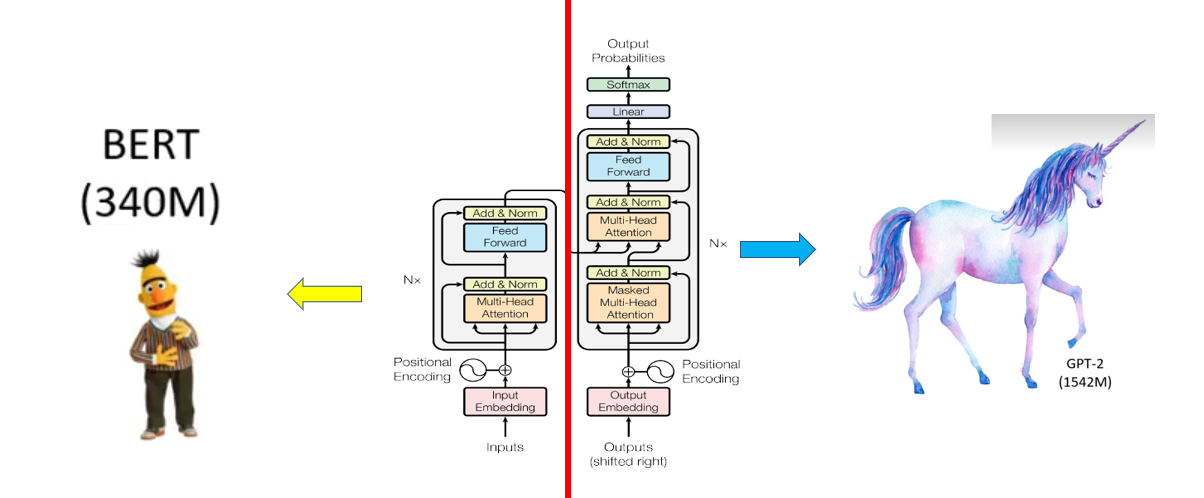 BERT
(340M)
Nx
Add & Norm
Feed
Forward
Add & Norm
Multi-Head
Attention
Positional
Encoding
Input
Embedding
Inputs
Output
Probabilities
Softmax
Linear
Add & Norm
Feed
Forward
Add & Norm
Multi-Head
Attention
Add & Norm
Masked
Multi-Head
Attention
Nx
Positional
Encoding
Output
Embedding
Outputs
(shifted right)
GPT-2
(1542M)